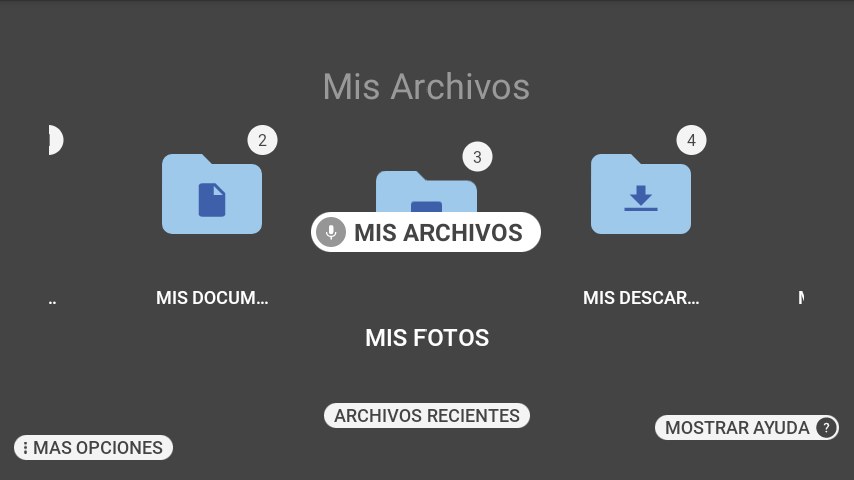 Mis Archivos
2
3
4
MIS ARCHIVOS
..
MIS DOCUM...
MIS DESCAR...
MIS FOTOS
ARCHIVOS RECIENTES
MOSTRAR AYUDA ?
MAS OPCIONES